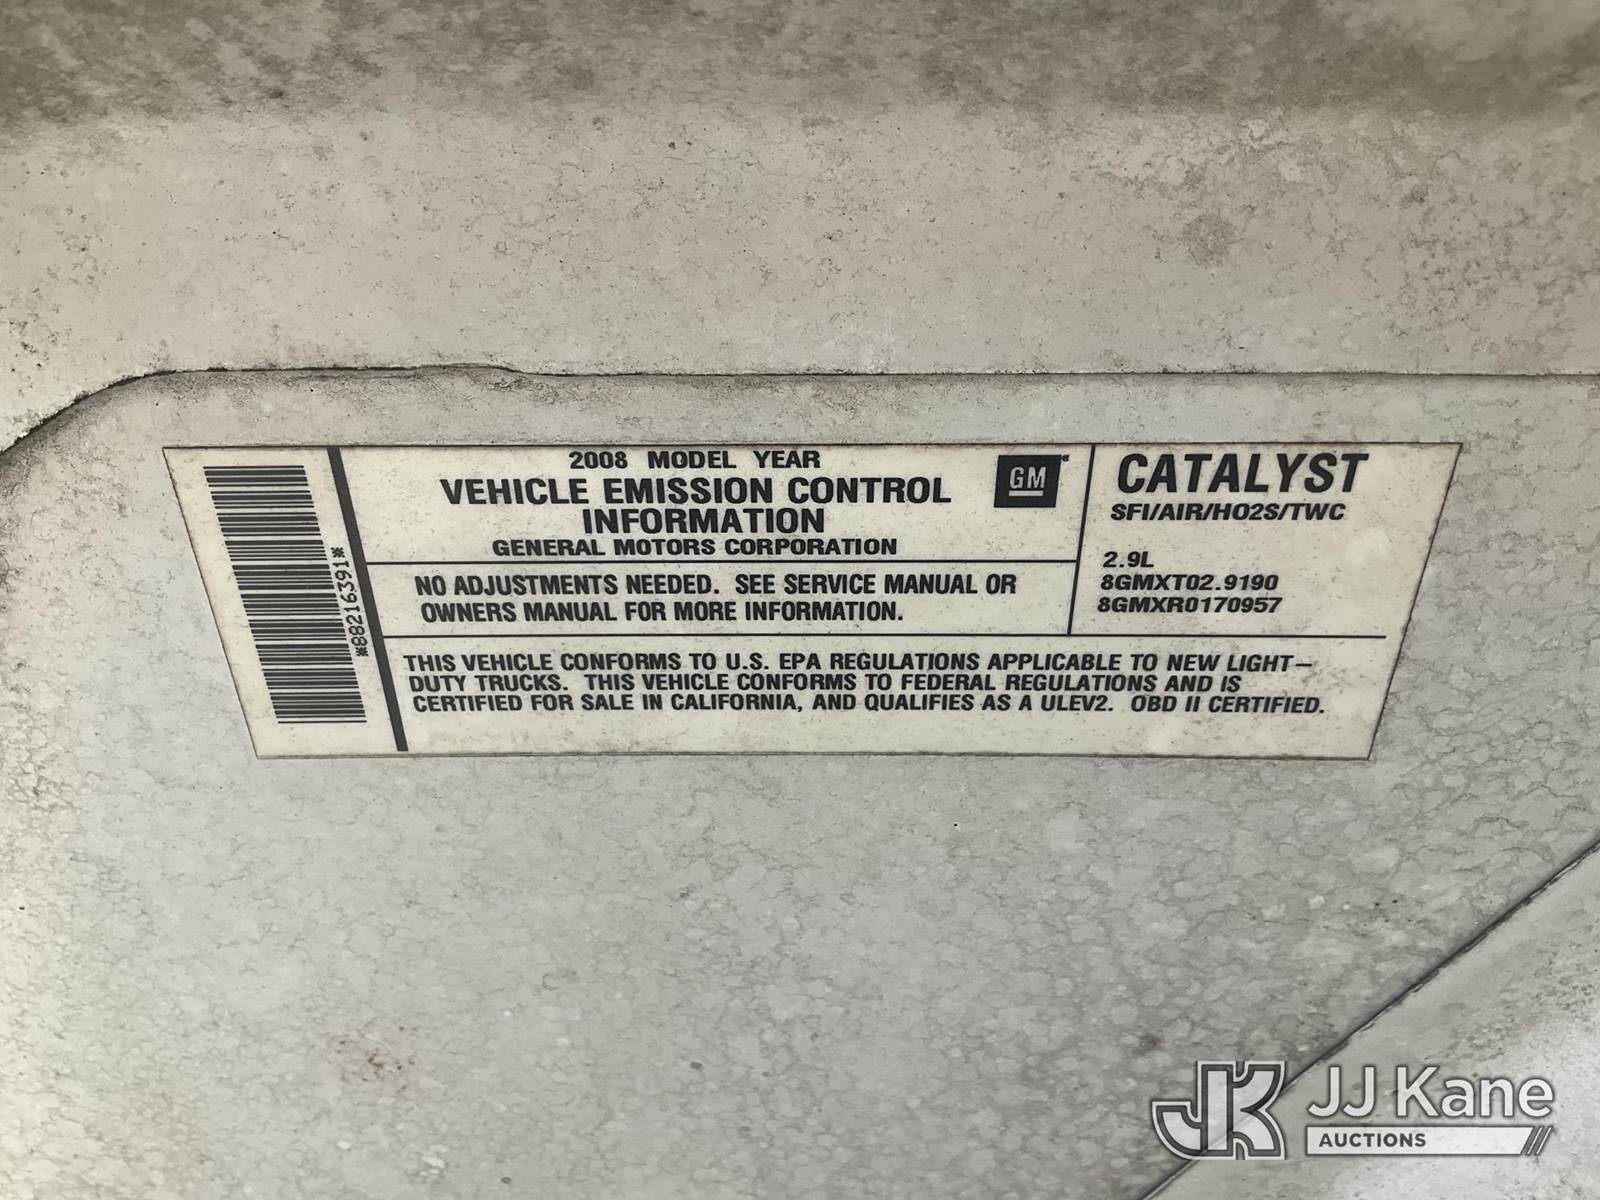 2008 MODEL YEAR
VEHICLE EMISSION CONTROL
INFORMATION
GENERAL MOTORS CORPORATION
GM
CATALYST
SFI/AIR/HO2S/TWC
2.9L
8GMXT02.9190
8GMXR0170957
NO ADJUSTMENTS NEEDED. SEE SERVICE MANUAL OR
OWNERS MANUAL FOR MORE INFORMATION.
THIS VEHICLE CONFORMS TO U.S. EPA REGULATIONS APPLICABLE TO NEW LIGHT–
DUTY TRUCKS. THIS VEHICLE CONFORMS TO FEDERAL REGULATIONS AND IS
CERTIFIED FOR SALE IN CALIFORNIA, AND QUALIFIES AS A ULEV2. OBD II CERTIFIED.
*88216391*
JK
JJ Kane
AUCTIONS